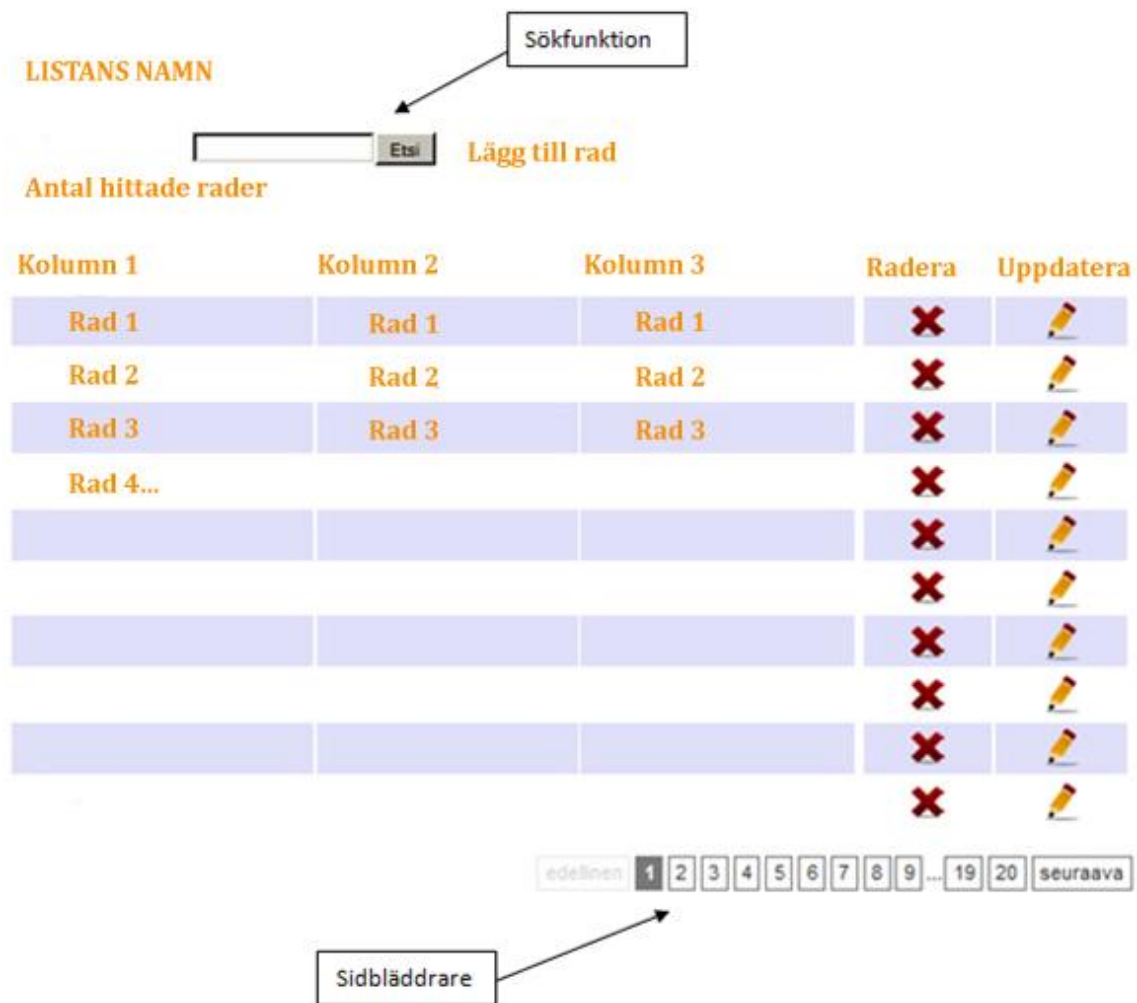 Sökfunktion
LISTANS NAMN
Etsi Lägg till rad
Antal hittade rader
Kolumn 1 Kolumn 2 Kolumn 3 Radera Uppdatera
Rad 1 Rad 1 Rad 1
Rad 2 Rad 2 Rad 2
Rad 3 Rad 3 Rad 3
Rad 4...
edellinen 1 2 3 4 5 6 7 8 9 ... 19 20 seuraava
Sidbläddrare